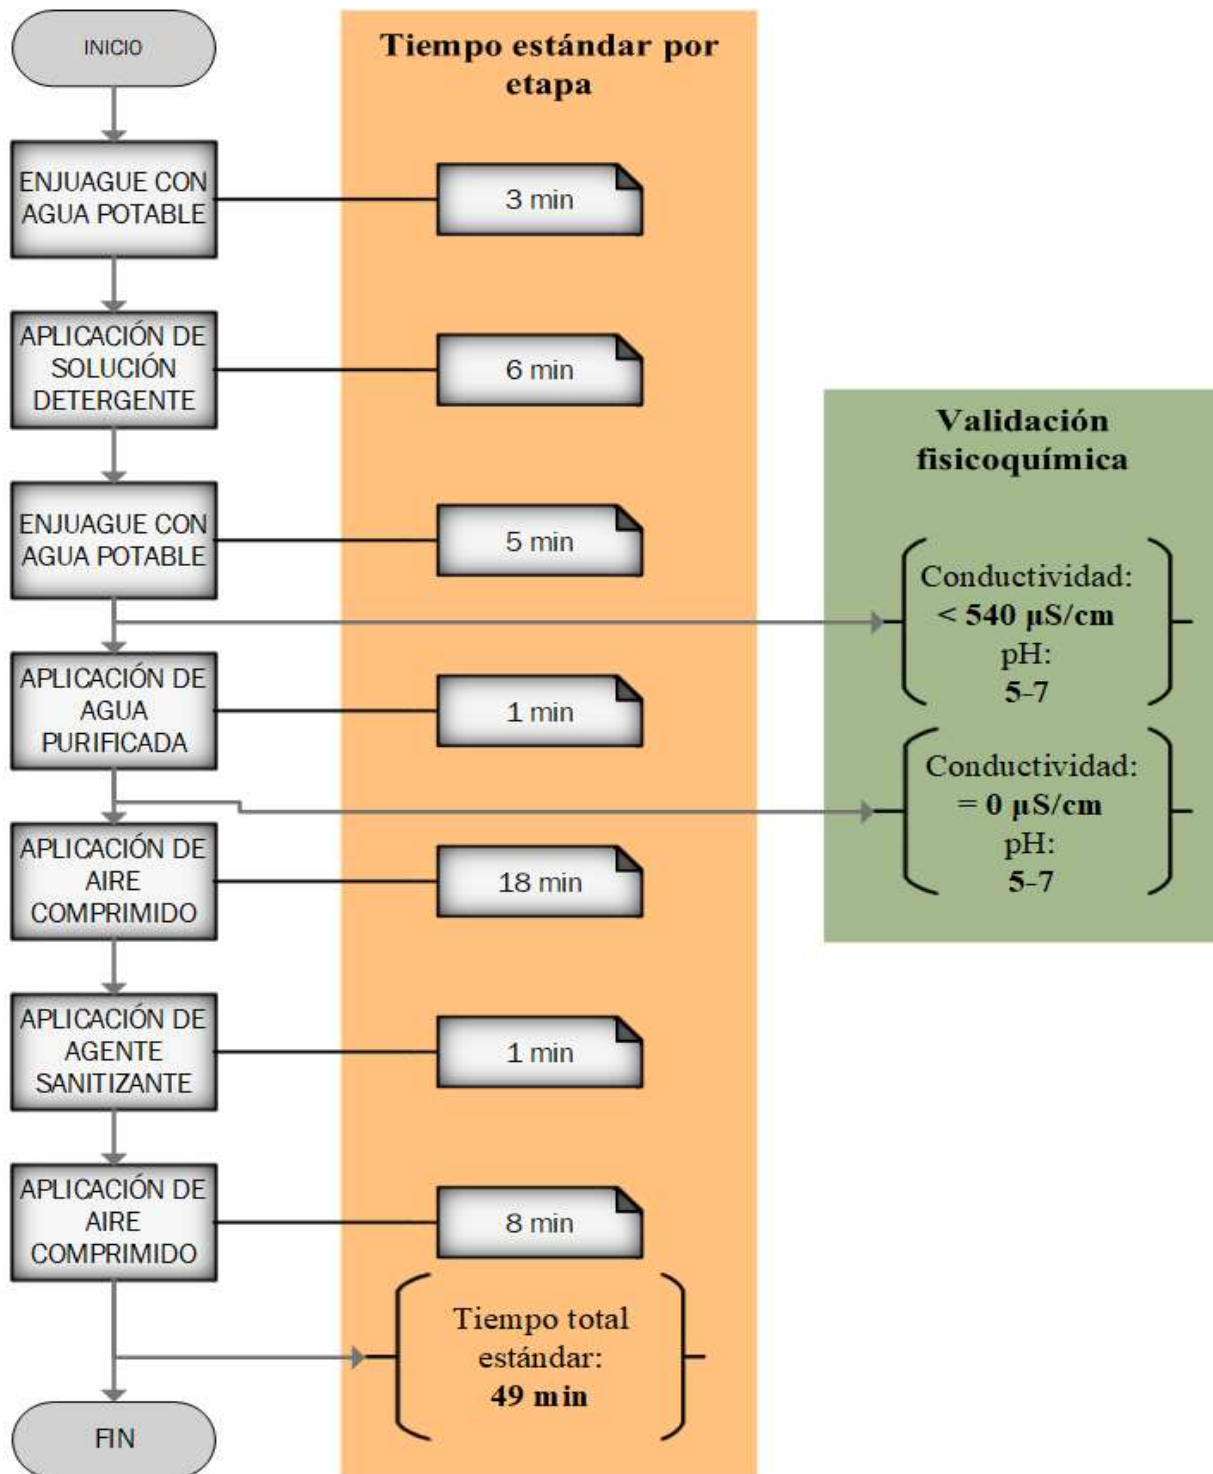 INICIO
Tiempo estándar por
etapa
ENJUAGUE CON
AGUA POTABLE
3 min
APLICACIÓN DE
SOLUCIÓN
DETERGENTE
6 min
Validación
fisicoquímica
ENJUAGUE CON
AGUA POTABLE
5 min
Conductividad:
< 540 µS/cm
pH:
5-7
APLICACIÓN DE
AGUA
PURIFICADA
1 min
Conductividad:
= 0 µS/cm
pH:
5-7
APLICACIÓN DE
AIRE
COMPRIMIDO
18 min
APLICACIÓN DE
AGENTE
SANITIZANTE
1 min
APLICACIÓN DE
AIRE
COMPRIMIDO
8 min
Tiempo total
estándar:
49 min
FIN